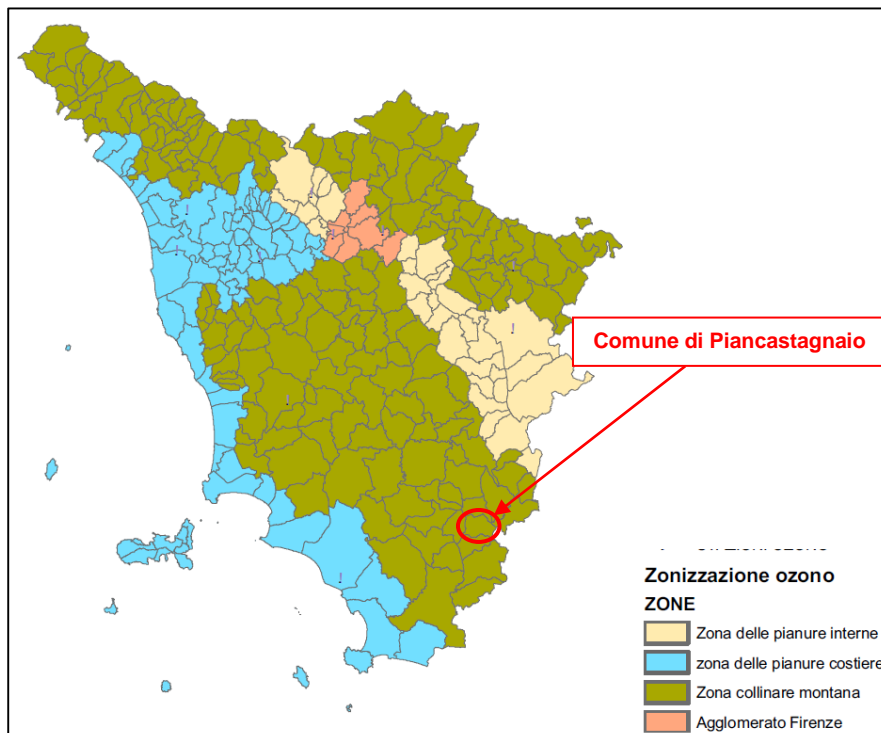 Comune di Piancastagnaio
Zonizzazione ozono
ZONE
Zona delle pianure interne
zona delle pianure costiere
Zona collinare montana
Agglomerato Firenze